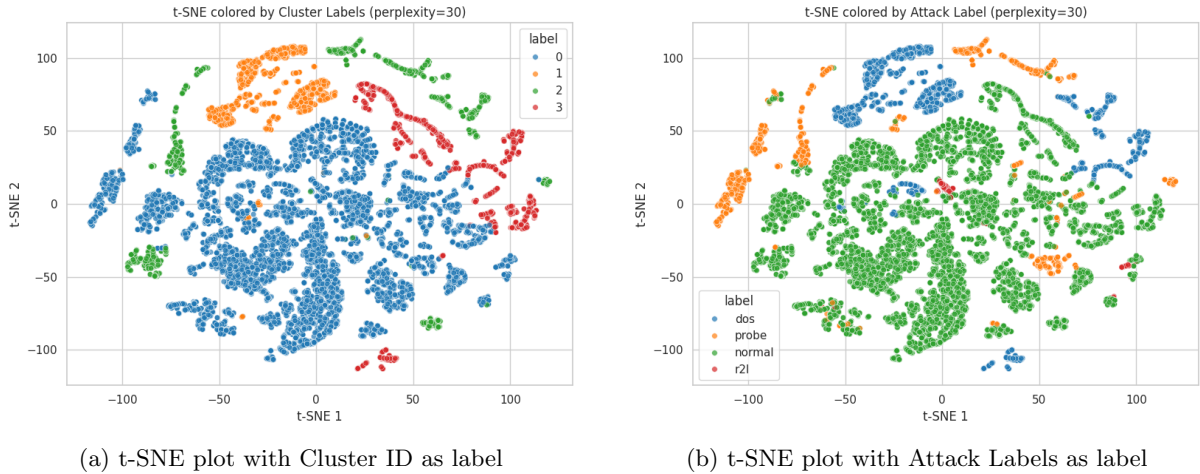 t-SNE colored by Cluster Labels (perplexity=30)
label
0
1
2
3
100
50
0
−50
−100
t-SNE 2
−100
−50
0
50
100
t-SNE 1
(a) t-SNE plot with Cluster ID as label
t-SNE colored by Attack Label (perplexity=30)
100
50
0
−50
−100
t-SNE 2
label
dos
probe
normal
r2l
−100
−50
0
50
100
t-SNE 1
(b) t-SNE plot with Attack Labels as label